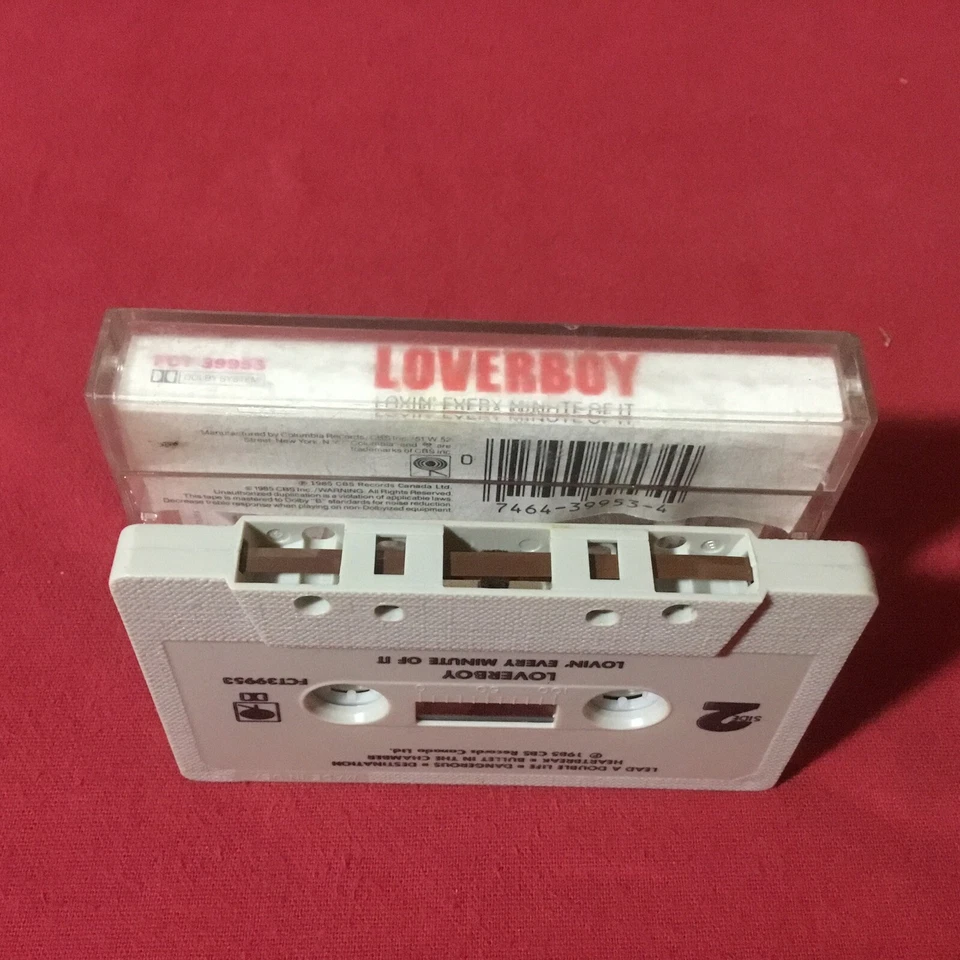 FCT 39953
DOLBY SYSTEM
LOVERBOY
LOVIN' EVERY MINUTE OF IT
Manufactured by Columbia Records, CBS Inc. 51 W. 52
Street, New York, N.Y. "Columbia" and are
trademarks of CBS Inc.
O
℗ 1985 CBS Records Canada Ltd.
© 1985 CBS Inc./WARNING: All Rights Reserved.
Unauthorized duplication is a violation of applicable laws.
This tape is mastered to Dolby "B" standards for noise reduction.
Decreases treble response when playing on non-Dolbyized equipment.
7464-39953-4
LOVERBOY
LOVIN' EVERY MINUTE OF IT
FCT39953
SIDE
2
LEAD A DOUBLE LIFE • DANGEROUS • DESTINATION
HEARTBREAK • BULLET IN THE CHAMBER
℗ 1985 CBS Records Canada Ltd.